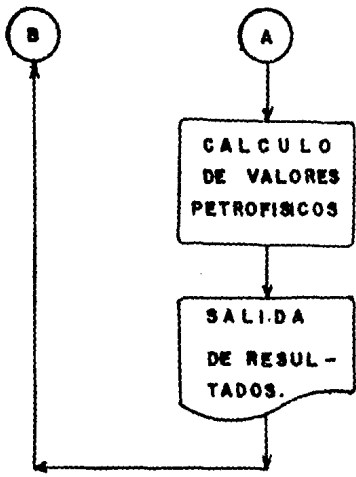 B
A
CALCULO
DE VALORES
PETROFISICOS
SALIDA
DE RESUL-
TADOS.